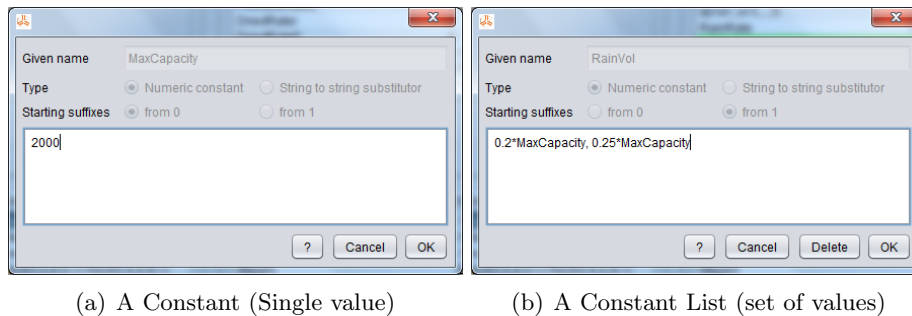 Given name MaxCapacity
Type Numeric constant String to string substitutor
Starting suffixes from 0 from 1
2000
? Cancel OK
(a) A Constant (Single value)
Given name RainVol
Type Numeric constant String to string substitutor
Starting suffixes from 0 from 1
0.2*MaxCapacity, 0.25*MaxCapacity
? Cancel Delete OK
(b) A Constant List (set of values)